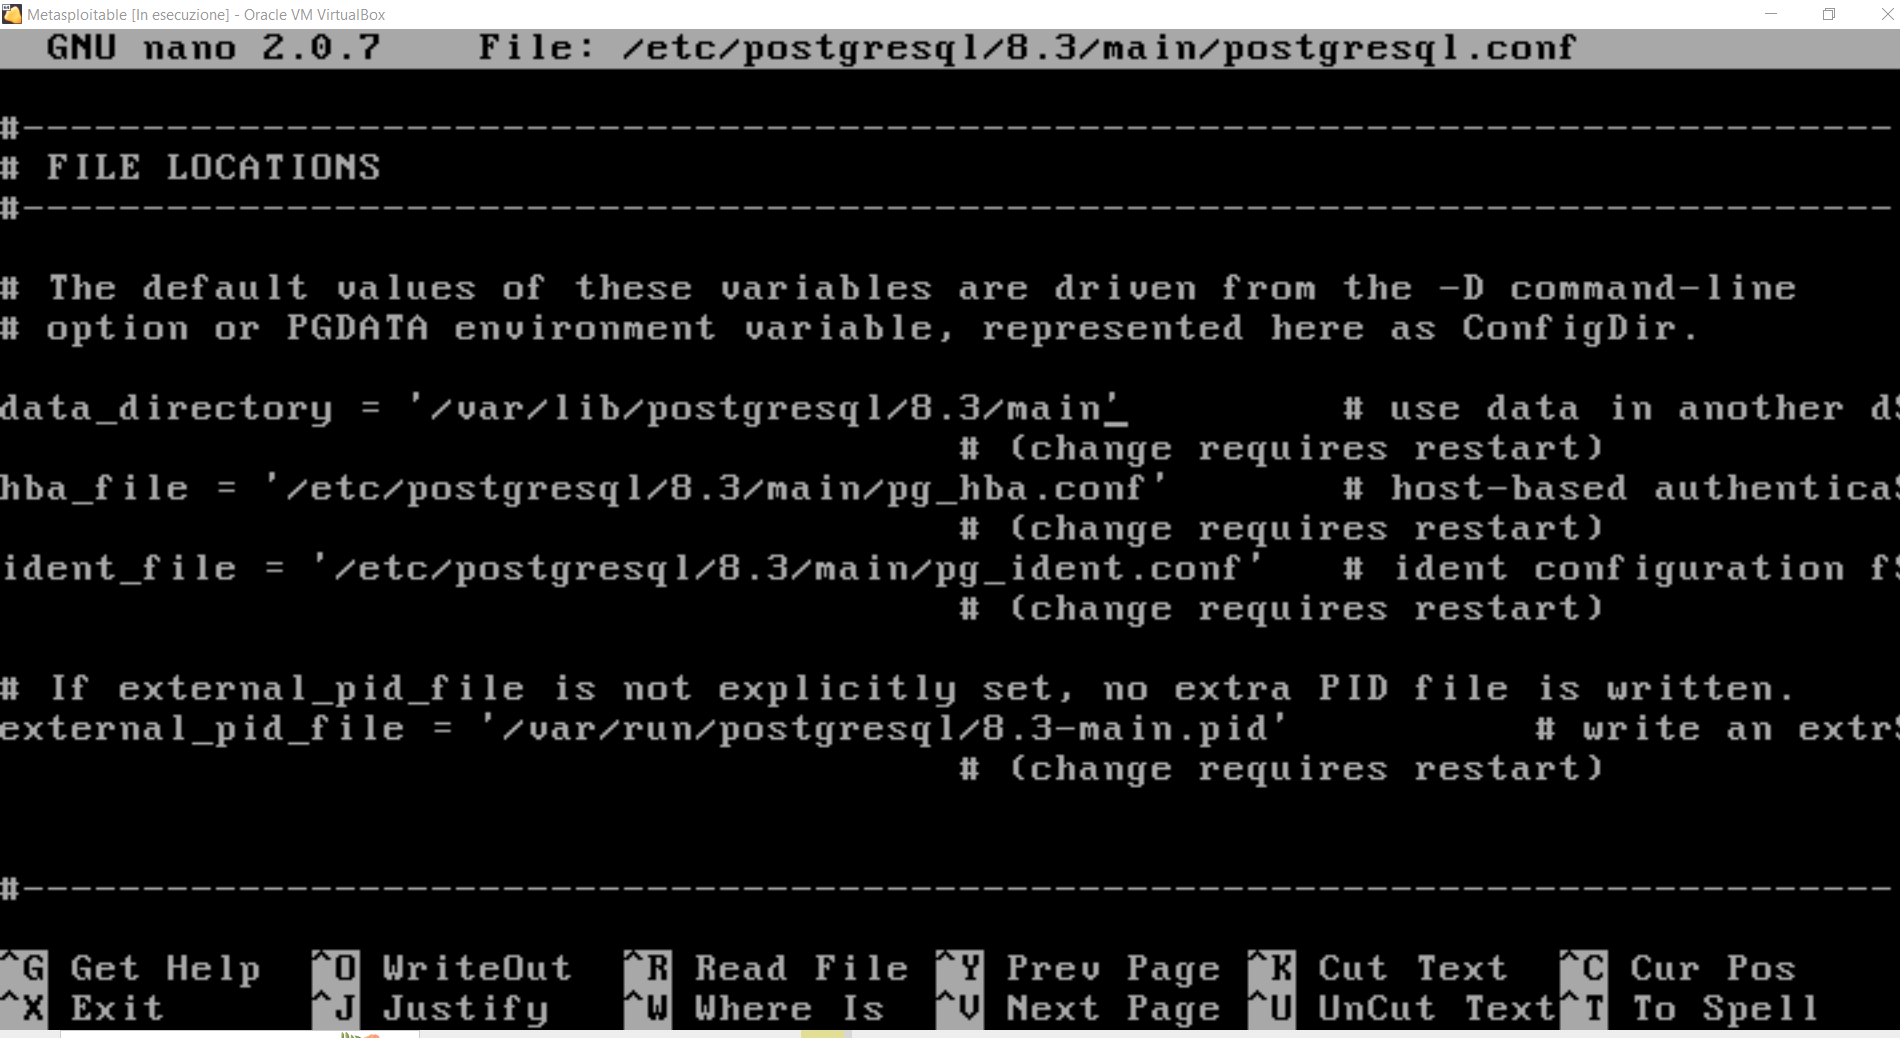 Metasploitable [In esecuzione] - Oracle VM VirtualBox
GNU nano 2.0.7    File: /etc/postgresql/8.3/main/postgresql.conf
#------------------------------------------------------------------------------
# FILE LOCATIONS
#------------------------------------------------------------------------------
# The default values of these variables are driven from the -D command-line
# option or PGDATA environment variable, represented here as ConfigDir.
data_directory = '/var/lib/postgresql/8.3/main'         # use data in another d$
                                        # (change requires restart)
hba_file = '/etc/postgresql/8.3/main/pg_hba.conf'       # host-based authentica$
                                        # (change requires restart)
ident_file = '/etc/postgresql/8.3/main/pg_ident.conf'   # ident configuration f$
                                        # (change requires restart)
# If external_pid_file is not explicitly set, no extra PID file is written.
external_pid_file = '/var/run/postgresql/8.3-main.pid'          # write an extr$
                                        # (change requires restart)
#------------------------------------------------------------------------------
^G Get Help  ^O WriteOut  ^R Read File ^Y Prev Page ^K Cut Text  ^C Cur Pos
^X Exit      ^J Justify   ^W Where Is  ^V Next Page ^U UnCut Text^T To Spell